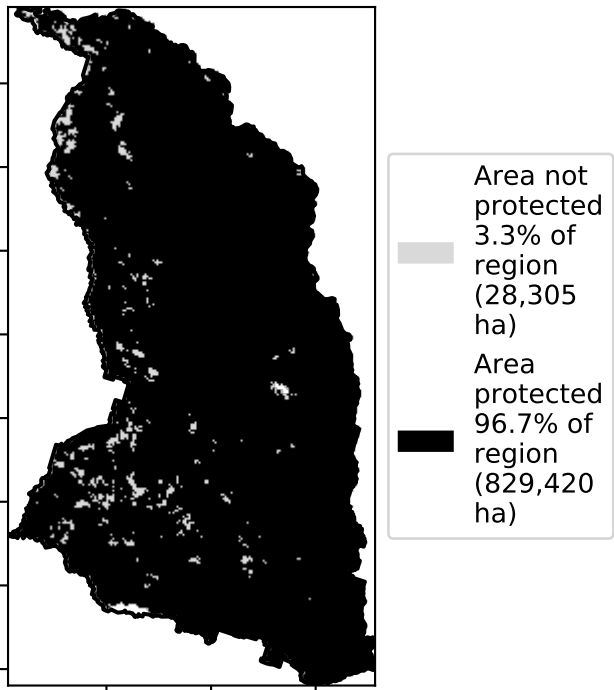 Area not
protected
3.3% of
region
(28,305
ha)
Area
protected
96.7% of
region
(829,420
ha)